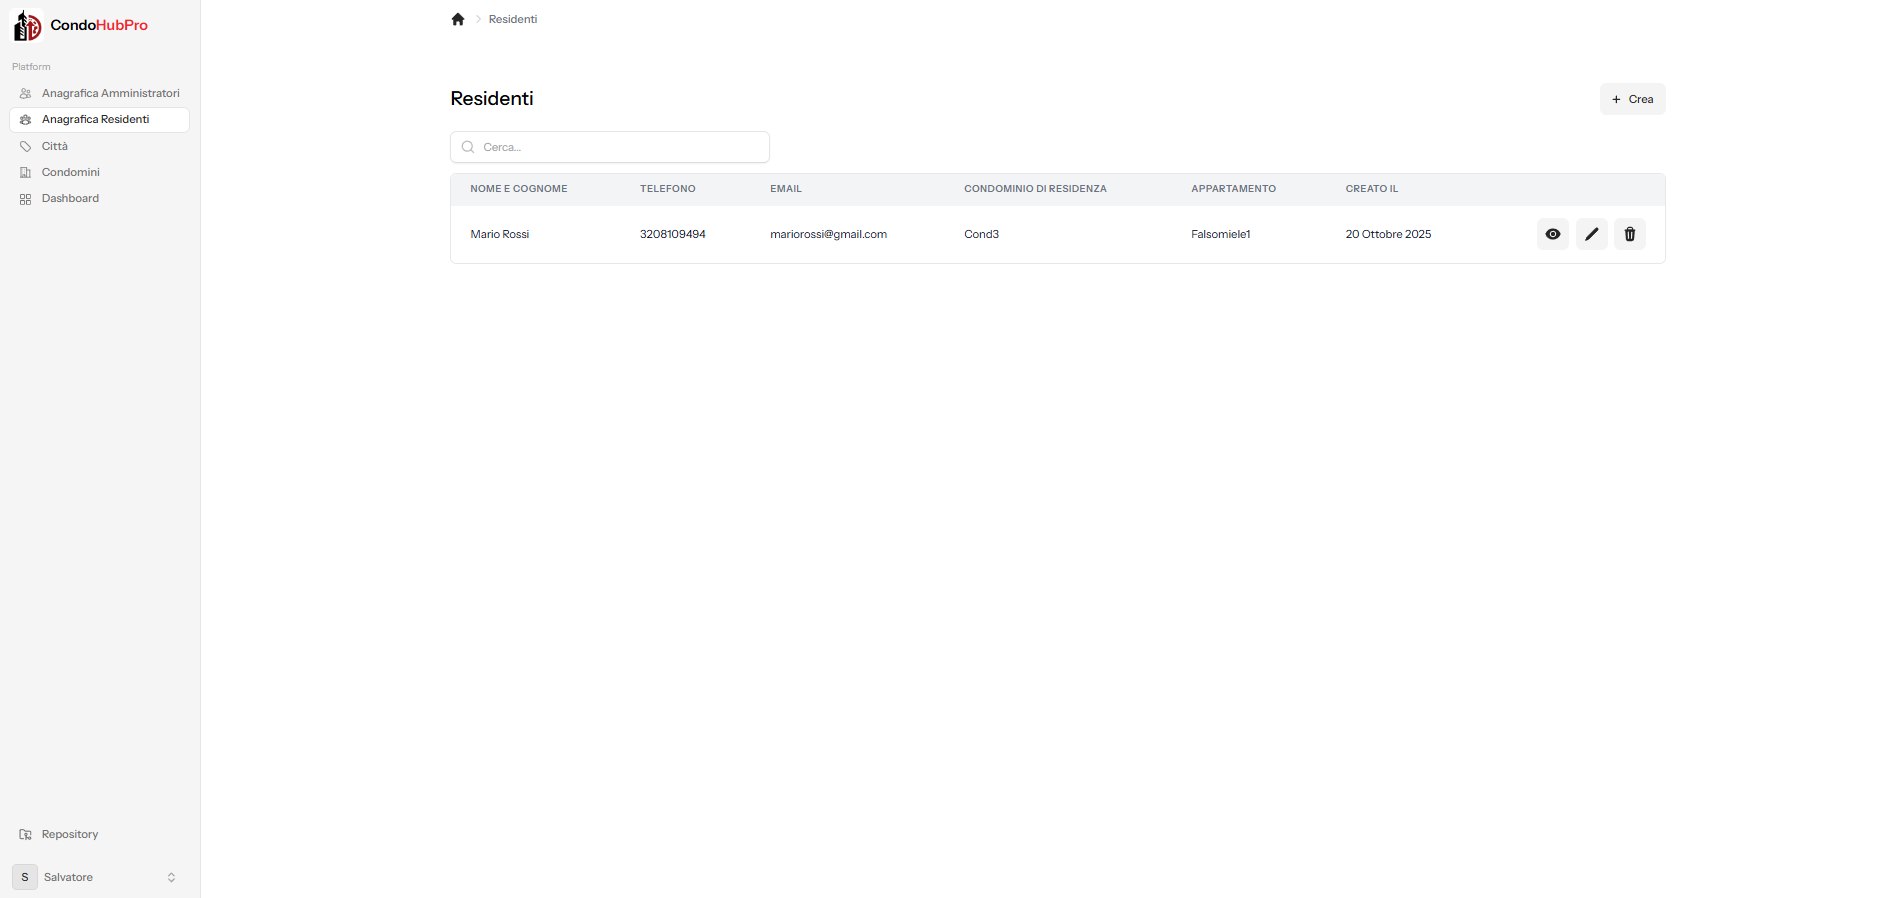 CondoHubPro
Platform
Anagrafica Amministratori
Anagrafica Residenti
Città
Condomini
Dashboard
Repository
S Salvatore
Residenti
Residenti
+ Crea
Cerca...
NOME E COGNOME TELEFONO EMAIL CONDOMINIO DI RESIDENZA APPARTAMENTO CREATO IL
Mario Rossi 3208109494 mariorossi@gmail.com Cond3 Falsomiele1 20 Ottobre 2025